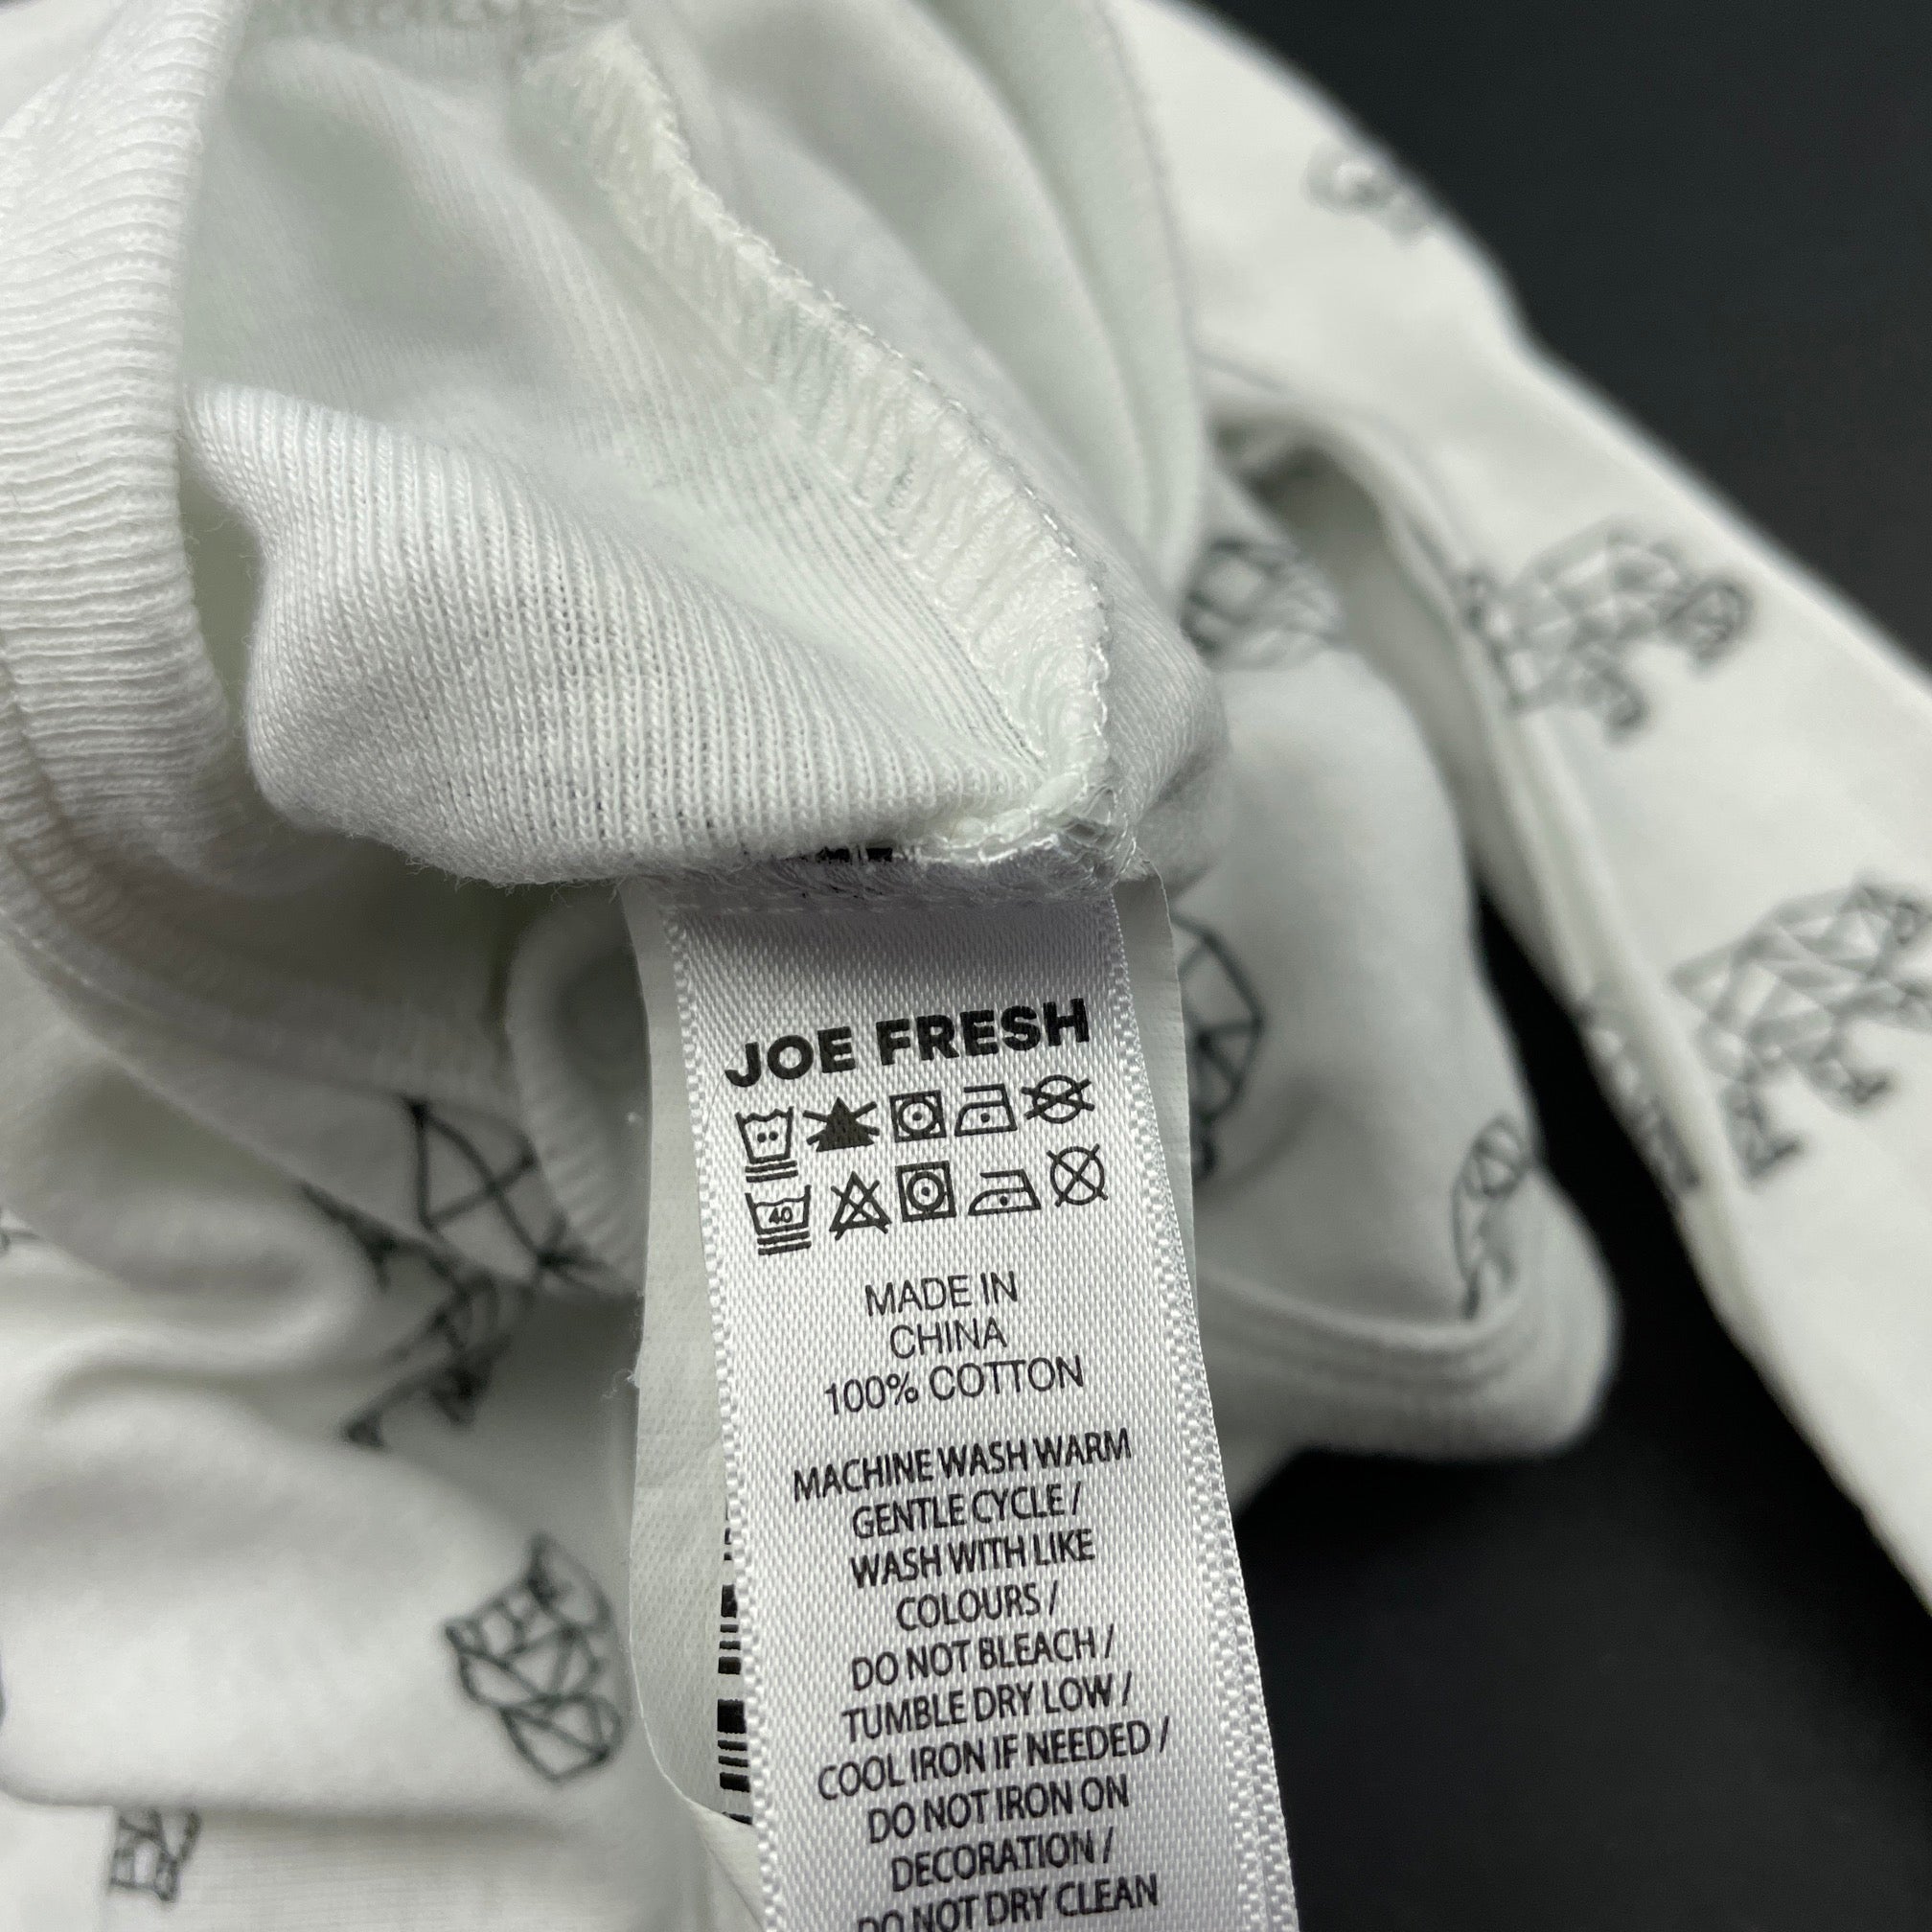 JOE FRESH
40
MADE IN
CHINA
100% COTTON
MACHINE WASH WARM
GENTLE CYCLE /
WASH WITH LIKE
COLOURS /
DO NOT BLEACH /
TUMBLE DRY LOW /
COOL IRON IF NEEDED /
DO NOT IRON ON
DECORATION /
DO NOT DRY CLEAN